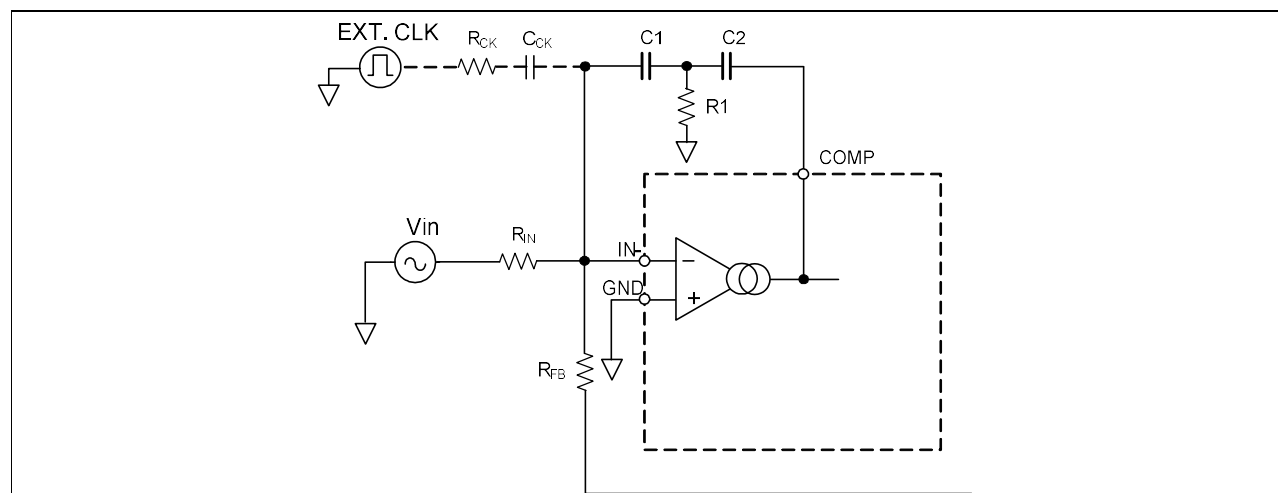 EXT. CLK
RCK
CCK
C1
C2
R1
COMP
Vin
RIN
IN-
GND
RFB